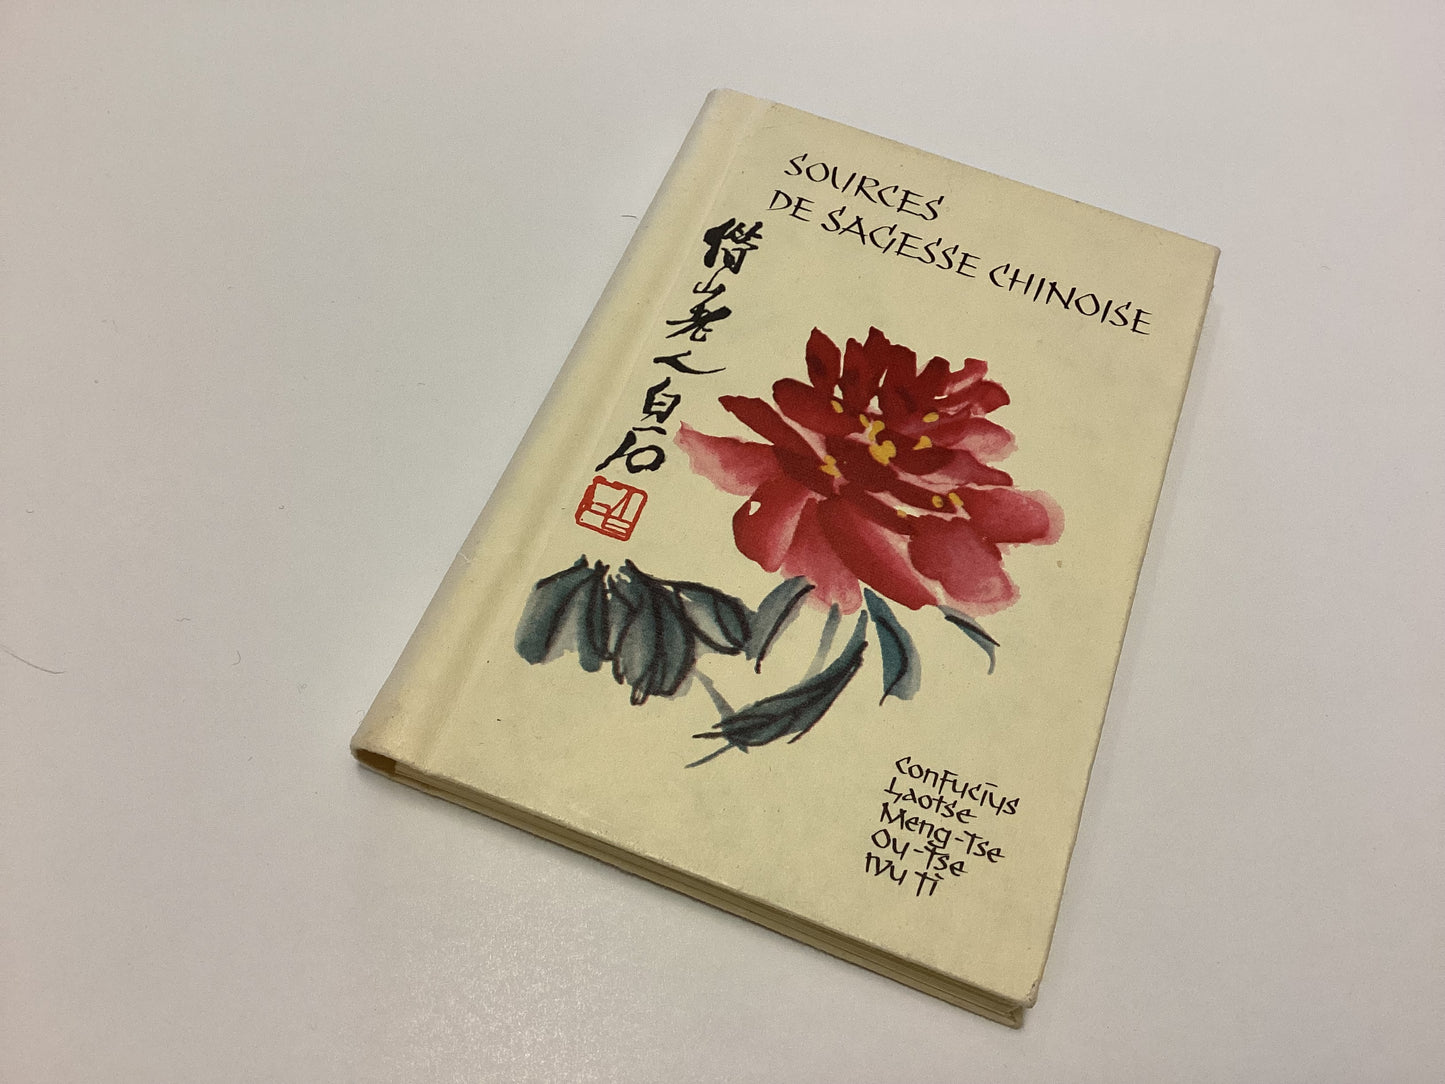 SOURCES
DE SAGESSE CHINOISE
借山老人白石
Confucius
Laotse
Meng-Tse
Ou-Tse
Wu Ti